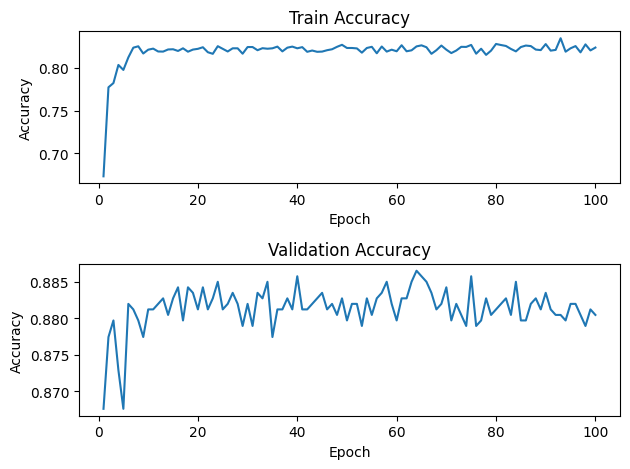 Train Accuracy
0.80
0.75
0.70
Accuracy
0 20 40 60 80 100
Epoch
Validation Accuracy
0.885
0.880
0.875
0.870
Accuracy
0 20 40 60 80 100
Epoch